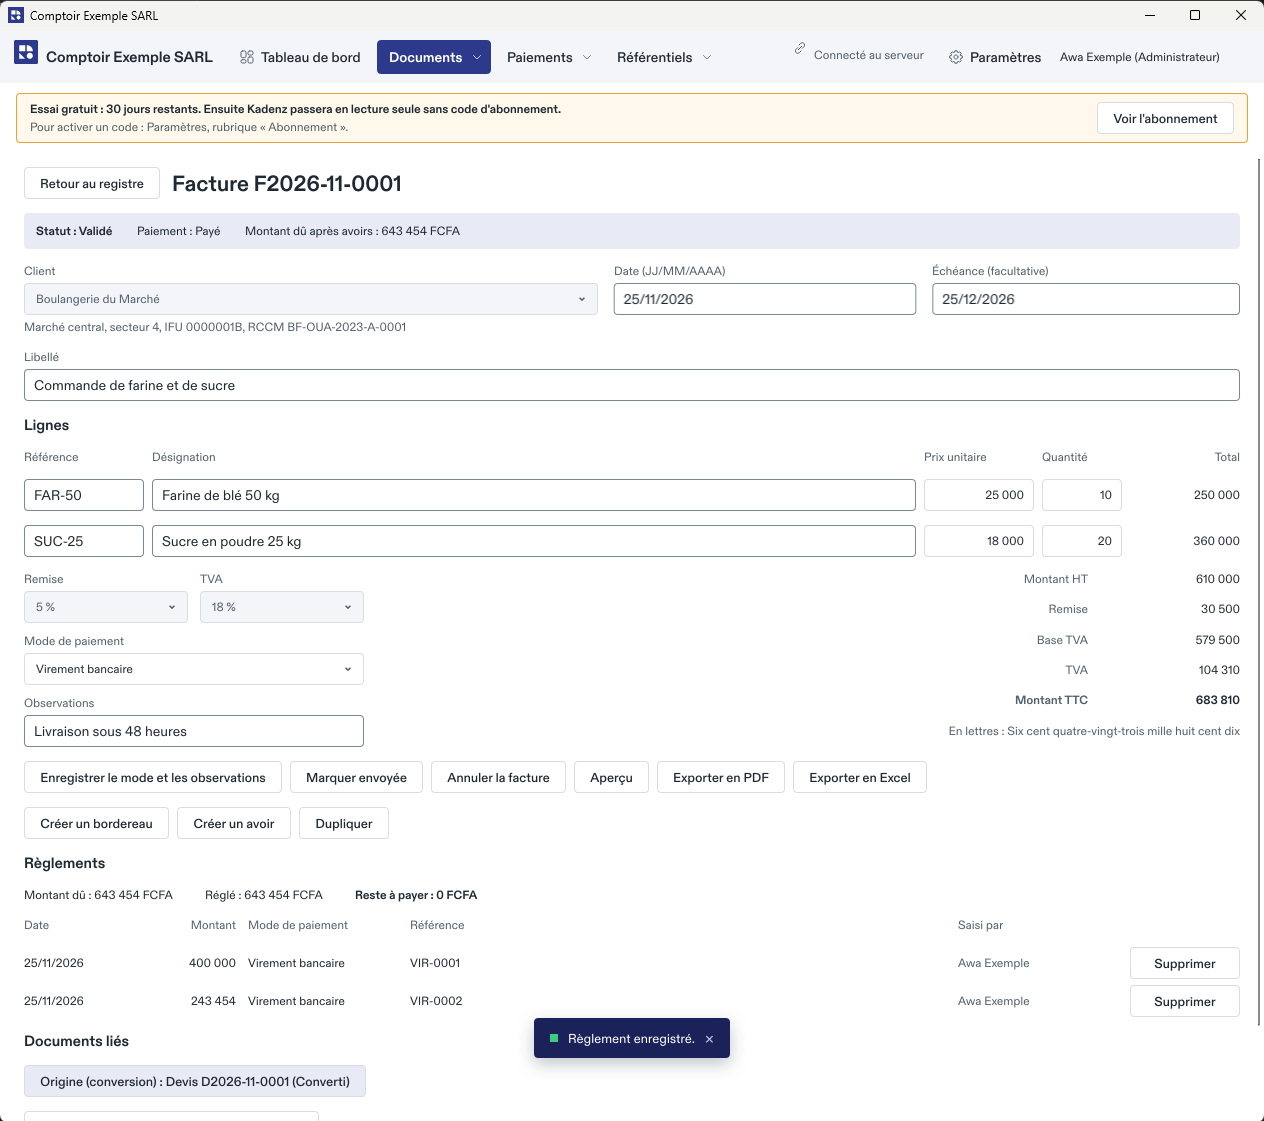 Comptoir Exemple SARL
Comptoir Exemple SARL
Tableau de bord
Documents
Paiements
Référentiels
Connecté au serveur
Paramètres
Awa Exemple (Administrateur)
Essai gratuit : 30 jours restants. Ensuite Kadenz passera en lecture seule sans code d'abonnement.
Pour activer un code : Paramètres, rubrique « Abonnement ».
Voir l'abonnement
Retour au registre
Facture F2026-11-0001
Statut : Validé
Paiement : Payé
Montant dû après avoirs : 643 454 FCFA
Client
Date (JJ/MM/AAAA)
Échéance (facultative)
Boulangerie du Marché
25/11/2026
25/12/2026
Marché central, secteur 4, IFU 0000001B, RCCM BF-OUA-2023-A-0001
Libellé
Commande de farine et de sucre
Lignes
Référence Désignation Prix unitaire Quantité Total
FAR-50 Farine de blé 50 kg 25 000 10 250 000
SUC-25 Sucre en poudre 25 kg 18 000 20 360 000
Remise TVA
5 % 18 %
Montant HT 610 000
Remise 30 500
Mode de paiement
Base TVA 579 500
Virement bancaire
TVA 104 310
Observations
Montant TTC 683 810
Livraison sous 48 heures
En lettres : Six cent quatre-vingt-trois mille huit cent dix
Enregistrer le mode et les observations
Marquer envoyée
Annuler la facture
Aperçu
Exporter en PDF
Exporter en Excel
Créer un bordereau
Créer un avoir
Dupliquer
Règlements
Montant dû : 643 454 FCFA
Réglé : 643 454 FCFA
Reste à payer : 0 FCFA
Date Montant Mode de paiement Référence Saisi par
25/11/2026 400 000 Virement bancaire VIR-0001 Awa Exemple Supprimer
25/11/2026 243 454 Virement bancaire VIR-0002 Awa Exemple Supprimer
Documents liés
Règlement enregistré.
Origine (conversion) : Devis D2026-11-0001 (Converti)